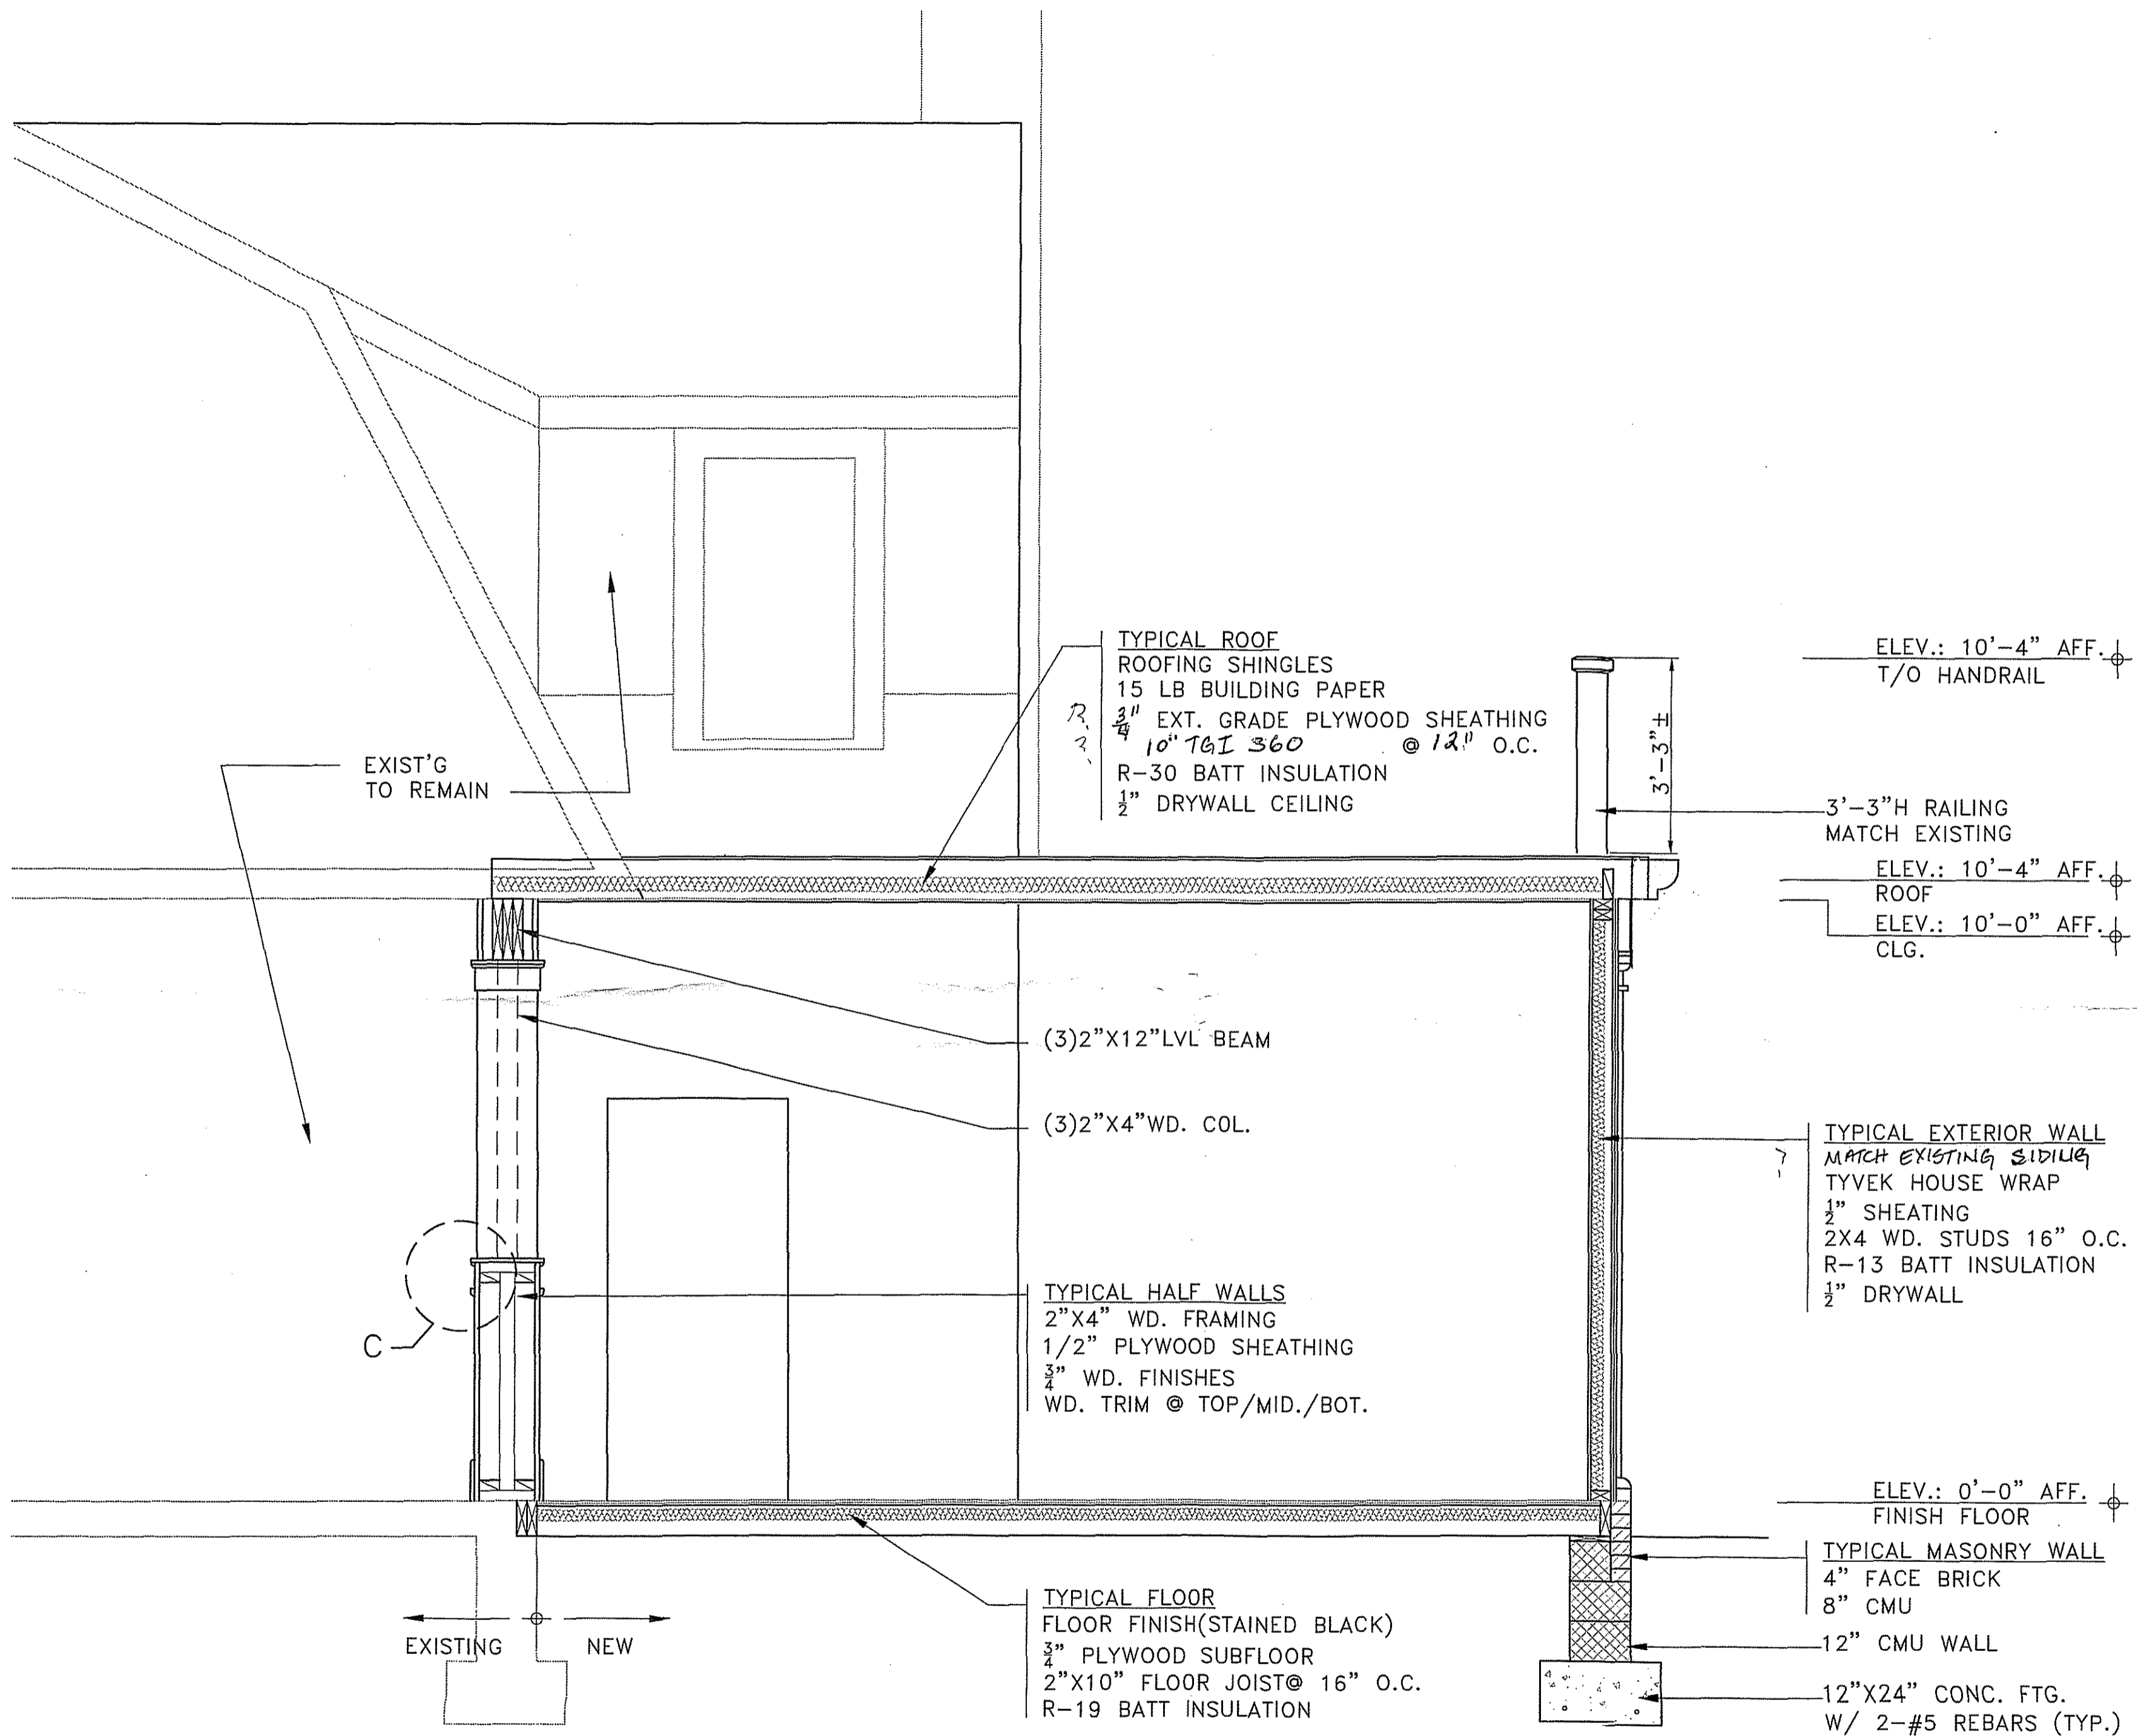 TYPICAL ROOF
ROOFING SHINGLES
15 LB BUILDING PAPER
3/4" EXT. GRADE PLYWOOD SHEATHING
10" TGI 360 @ 12" O.C.
R-30 BATT INSULATION
1/2" DRYWALL CEILING
ELEV.: 10'-4" AFF.
T/O HANDRAIL
3'-3"±
EXIST'G
TO REMAIN
3'-3"H RAILING
MATCH EXISTING
ELEV.: 10'-4" AFF.
ROOF
ELEV.: 10'-0" AFF.
CLG.
(3)2"X12"LVL BEAM
(3)2"X4"WD. COL.
TYPICAL EXTERIOR WALL
MATCH EXISTING SIDING
TYVEK HOUSE WRAP
1/2" SHEATING
2X4 WD. STUDS 16" O.C.
R-13 BATT INSULATION
1/2" DRYWALL
C
TYPICAL HALF WALLS
2"X4" WD. FRAMING
1/2" PLYWOOD SHEATHING
3/4" WD. FINISHES
WD. TRIM @ TOP/MID./BOT.
ELEV.: 0'-0" AFF.
FINISH FLOOR
TYPICAL MASONRY WALL
4" FACE BRICK
8" CMU
12" CMU WALL
12"X24" CONC. FTG.
W/ 2-#5 REBARS (TYP.)
EXISTING NEW
TYPICAL FLOOR
FLOOR FINISH(STAINED BLACK)
3/4" PLYWOOD SUBFLOOR
2"X10" FLOOR JOIST@ 16" O.C.
R-19 BATT INSULATION